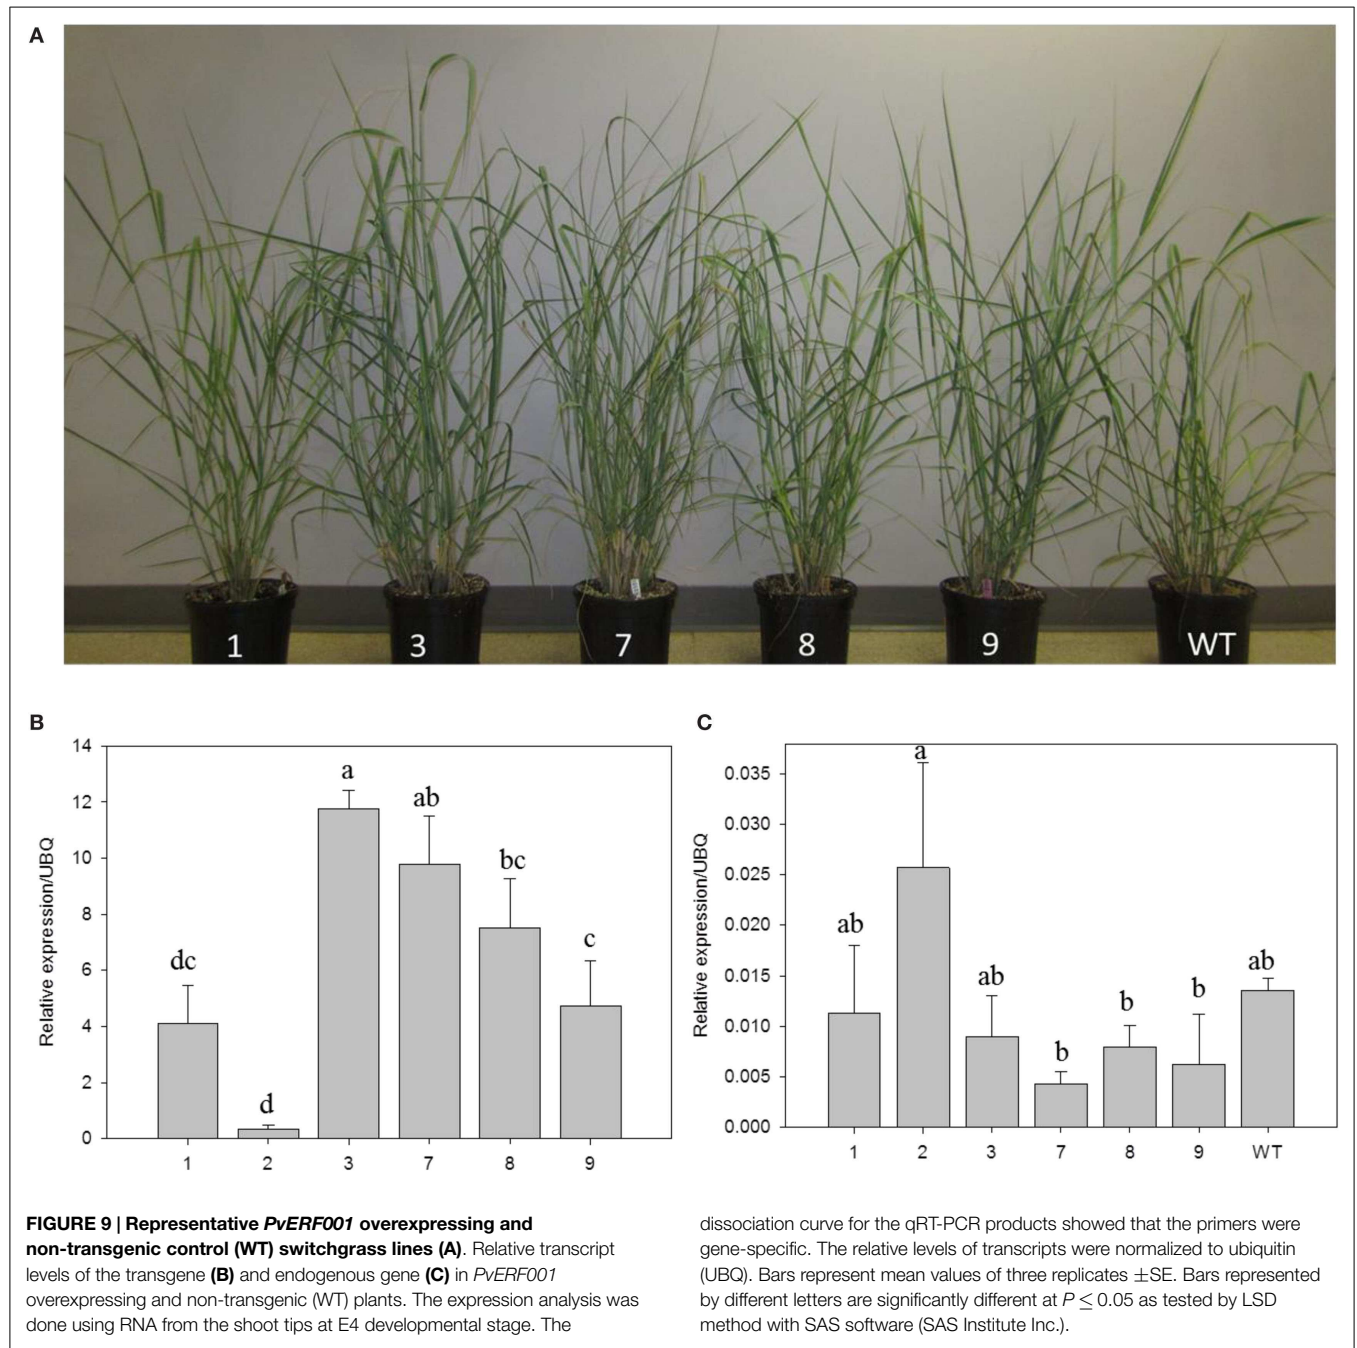 A
1 3 7 8 9 WT
B
14
12
10
8
6
4
2
0
Relative expression/UBQ
dc
d
a
ab
bc
c
1 2 3 7 8 9
C
0.035
0.030
0.025
0.020
0.015
0.010
0.005
0.000
Relative expression/UBQ
ab
a
ab
b
b
b
ab
1 2 3 7 8 9 WT
FIGURE 9 | Representative PvERF001 overexpressing and
non-transgenic control (WT) switchgrass lines (A). Relative transcript
levels of the transgene (B) and endogenous gene (C) in PvERF001
overexpressing and non-transgenic (WT) plants. The expression analysis was
done using RNA from the shoot tips at E4 developmental stage. The
dissociation curve for the qRT-PCR products showed that the primers were
gene-specific. The relative levels of transcripts were normalized to ubiquitin
(UBQ). Bars represent mean values of three replicates ±SE. Bars represented
by different letters are significantly different at P ≤ 0.05 as tested by LSD
method with SAS software (SAS Institute Inc.).